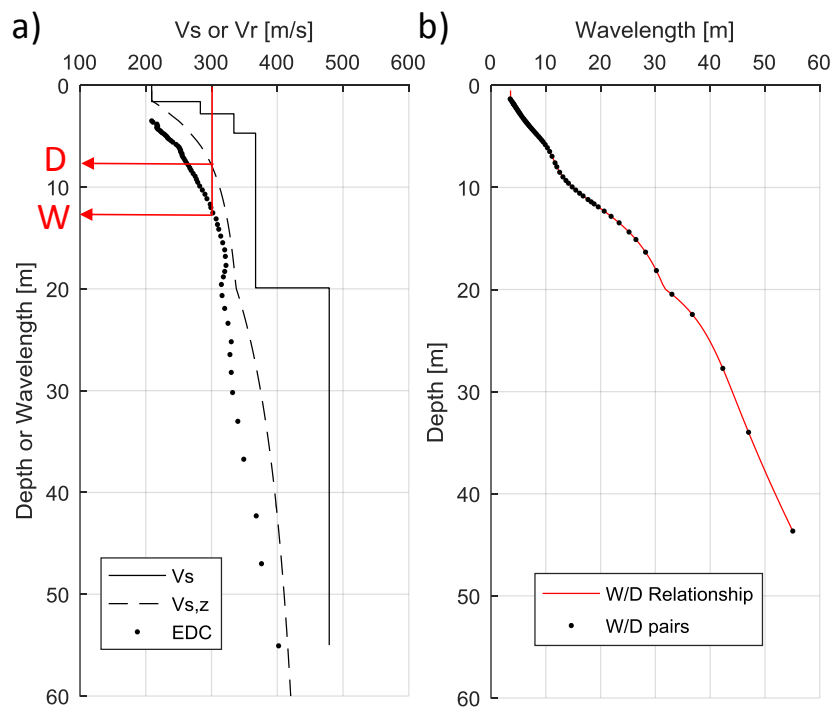 a)
Vs or Vr [m/s]
100 200 300 400 500 600
0
10
20
30
40
50
60
Depth or Wavelength [m]
D
W
Vs
Vs,z
EDC
b)
Wavelength [m]
0 10 20 30 40 50 60
0
10
20
30
40
50
60
Depth [m]
W/D Relationship
W/D pairs